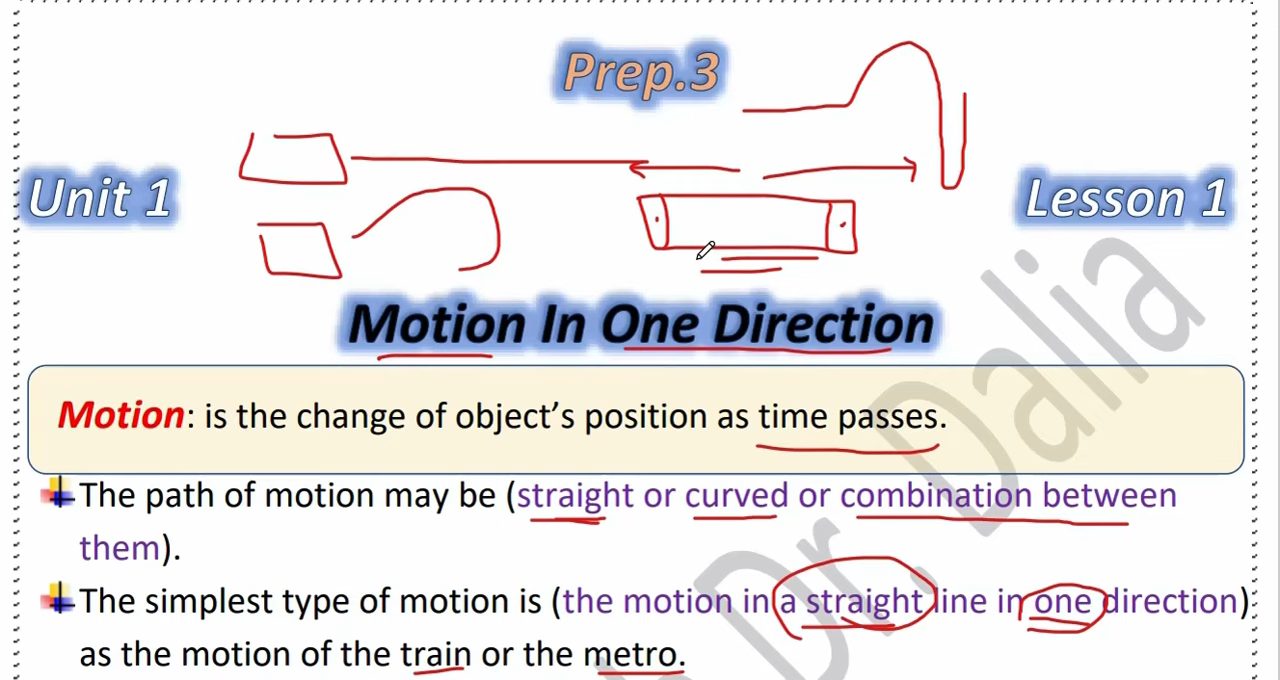 Prep.3
Unit 1
Lesson 1
Motion In One Direction
Motion: is the change of object's position as time passes.
The path of motion may be (straight or curved or combination between
them).
The simplest type of motion is (the motion in a straight line in one direction)
as the motion of the train or the metro.
Dr. Dalia